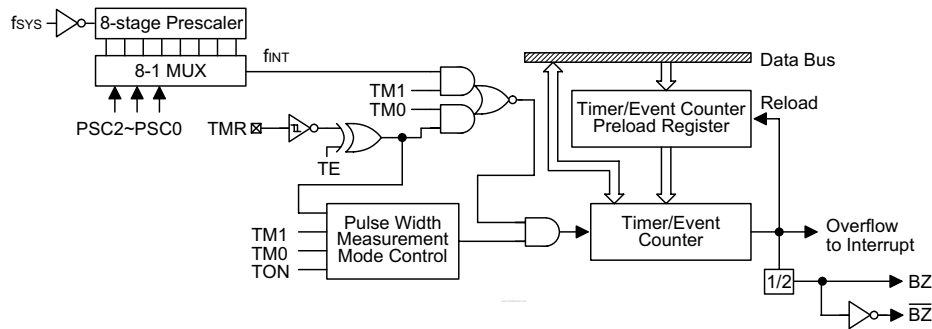 fSYS
8-stage Prescaler
8-1 MUX
fINT
PSC2~PSC0
TMR
TE
TM1
TM0
Data Bus
Timer/Event Counter
Preload Register
Reload
TM1
TM0
TON
Pulse Width
Measurement
Mode Control
Timer/Event
Counter
Overflow
to Interrupt
1/2
BZ
B̅Z̅